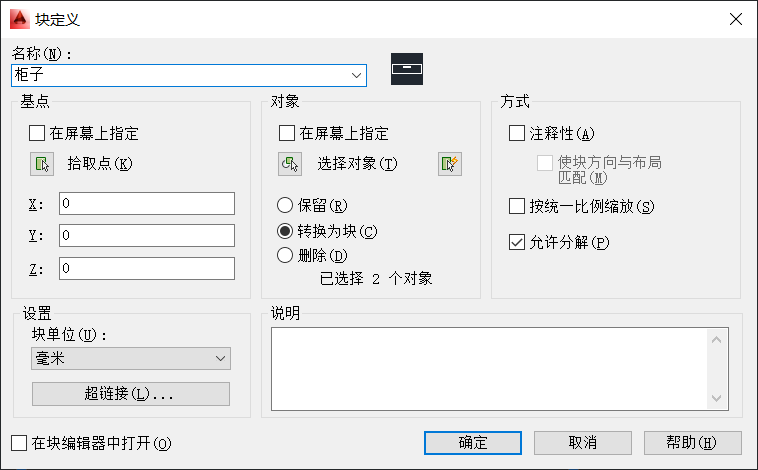 块定义
名称(N)：
柜子
基点
在屏幕上指定
拾取点(K)
X: 0
Y: 0
Z: 0
对象
在屏幕上指定
选择对象(T)
保留(R)
转换为块(C)
删除(D)
已选择 2 个对象
方式
注释性(A)
使块方向与布局
匹配(M)
按统一比例缩放(S)
允许分解(P)
设置
块单位(U)：
毫米
超链接(L)...
说明
在块编辑器中打开(O)
确定
取消
帮助(H)